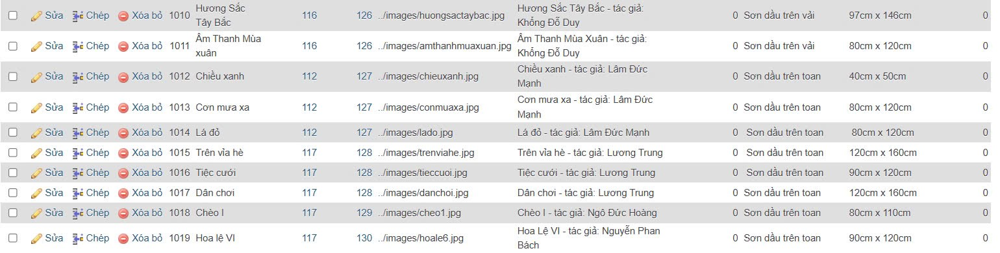 Sửa Chép Xóa bỏ 1010 Hương Sắc Tây Bắc 116 126 ../images/huongsactaybac.jpg Hương Sắc Tây Bắc - tác giả: Khổng Đỗ Duy 0 Sơn dầu trên vải 97cm x 146cm 0
Sửa Chép Xóa bỏ 1011 Âm Thanh Mùa xuân 116 126 ../images/amthanhmuaxuan.jpg Âm Thanh Mùa Xuân - tác giả: Khổng Đỗ Duy 0 Sơn dầu trên vải 80cm x 120cm 0
Sửa Chép Xóa bỏ 1012 Chiều xanh 112 127 ../images/chieuxanh.jpg Chiều xanh - tác giả: Lâm Đức Mạnh 0 Sơn dầu trên toan 40cm x 50cm 0
Sửa Chép Xóa bỏ 1013 Cơn mưa xa 112 127 ../images/conmuaxa.jpg Cơn mưa xa - tác giả: Lâm Đức Mạnh 0 Sơn dầu trên toan 80cm x 120cm 0
Sửa Chép Xóa bỏ 1014 Lá đỏ 112 127 ../images/lado.jpg Lá đỏ - tác giả: Lâm Đức Mạnh 0 Sơn dầu trên toan 80cm x 120cm 0
Sửa Chép Xóa bỏ 1015 Trên vỉa hè 117 128 ../images/trenviahe.jpg Trên vỉa hè - tác giả: Lương Trung 0 Sơn dầu trên toan 120cm x 160cm 0
Sửa Chép Xóa bỏ 1016 Tiệc cưới 117 128 ../images/tieccuoi.jpg Tiệc cưới - tác giả: Lương Trung 0 Sơn dầu trên toan 90cm x 120cm 0
Sửa Chép Xóa bỏ 1017 Dân chơi 117 128 ../images/danchoi.jpg Dân chơi - tác giả: Lương Trung 0 Sơn dầu trên toan 120cm x 160cm 0
Sửa Chép Xóa bỏ 1018 Chèo I 117 129 ../images/cheo1.jpg Chèo I - tác giả: Ngô Đức Hoàng 0 Sơn dầu trên toan 80cm x 110cm 0
Sửa Chép Xóa bỏ 1019 Hoa lệ VI 117 130 ../images/hoale6.jpg Hoa Lệ VI - tác giả: Nguyễn Phan Bách 0 Sơn dầu trên toan 90cm x 120cm 0